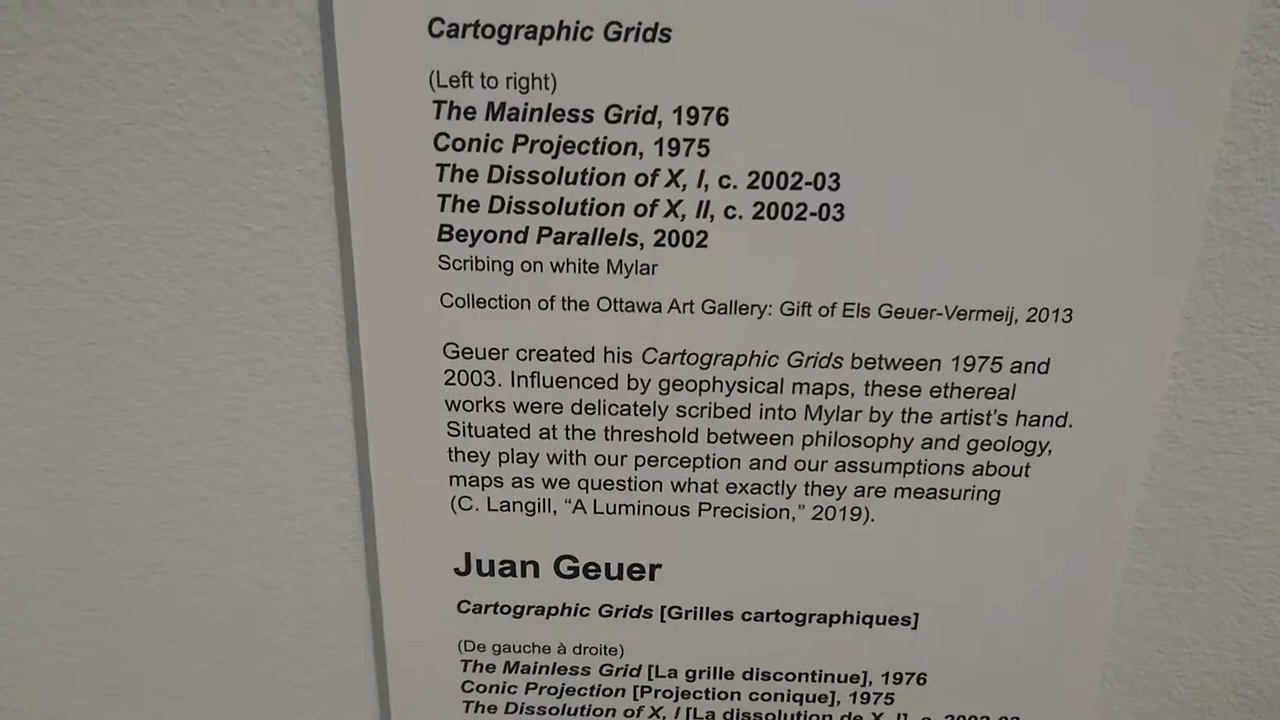 Cartographic Grids
(Left to right)
The Mainless Grid, 1976
Conic Projection, 1975
The Dissolution of X, I, c. 2002-03
The Dissolution of X, II, c. 2002-03
Beyond Parallels, 2002
Scribing on white Mylar
Collection of the Ottawa Art Gallery: Gift of Els Geuer-Vermeij, 2013
Geuer created his Cartographic Grids between 1975 and
2003. Influenced by geophysical maps, these ethereal
works were delicately scribed into Mylar by the artist's hand.
Situated at the threshold between philosophy and geology,
they play with our perception and our assumptions about
maps as we question what exactly they are measuring
(C. Langill, “A Luminous Precision,” 2019).
Juan Geuer
Cartographic Grids [Grilles cartographiques]
(De gauche à droite)
The Mainless Grid [La grille discontinue], 1976
Conic Projection [Projection conique], 1975
The Dissolution of X, I [La dissolution de X, I], c. 2002-03